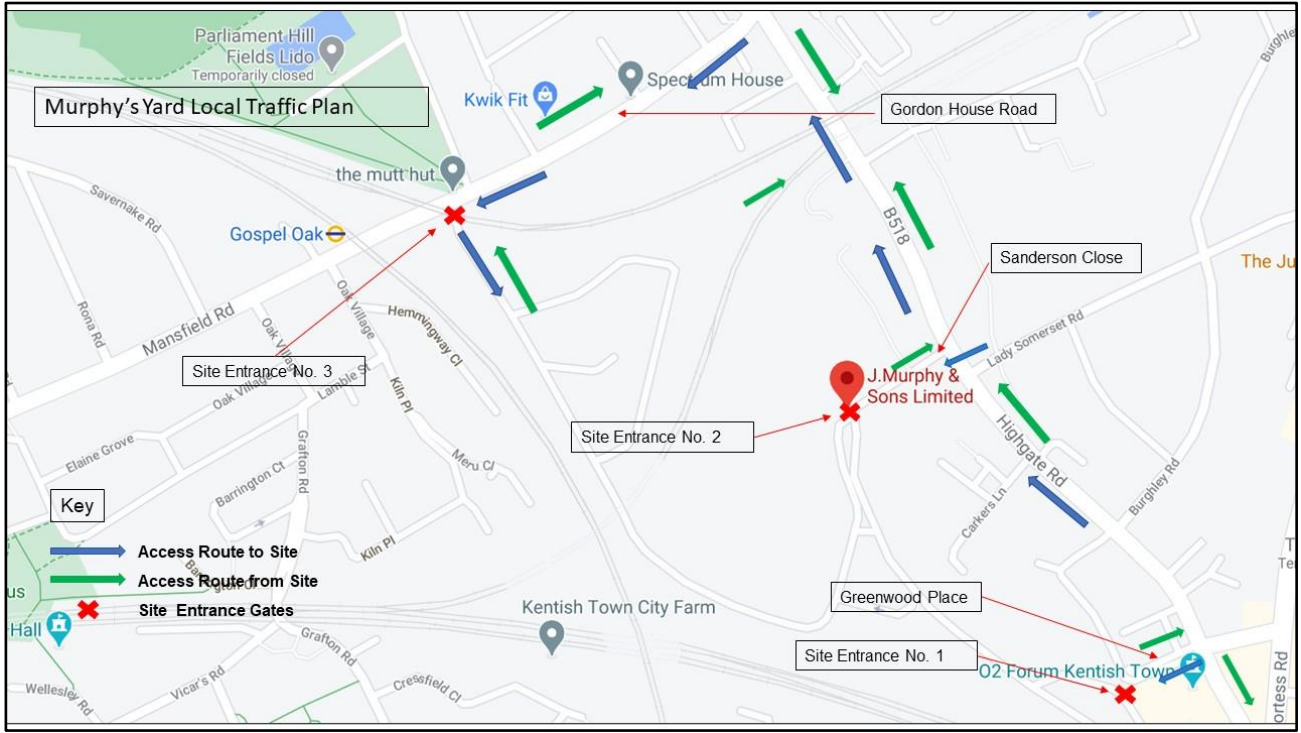 Parliament Hill
Fields Lido
Temporarily closed
Murphy's Yard Local Traffic Plan
Kwik Fit
Spectrum House
Gordon House Road
Burghley
the mutt hut
Savernake Rd
Gospel Oak
B518
Sanderson Close
The Ju
Rona Rd
Mansfield Rd
Oak Village
Hemmingway Cl
Lady Somerset Rd
Site Entrance No. 3
Oak Village
Oak Village
Lamble St
Kiln Pl
J.Murphy &
Sons Limited
Site Entrance No. 2
Elaine Grove
Grafton Rd
Meru Cl
Highgate Rd
Barrington Ct
Carkers Ln
Burghley Rd
Key
Kiln Pl
Access Route to Site
Access Route from Site
Site Entrance Gates
us
Hall
Kentish Town City Farm
Greenwood Place
Site Entrance No. 1
O2 Forum Kentish Town
Grafton Rd
Vicar's Rd
Wellesley Rd
Cressfield Cl
ortess Rd